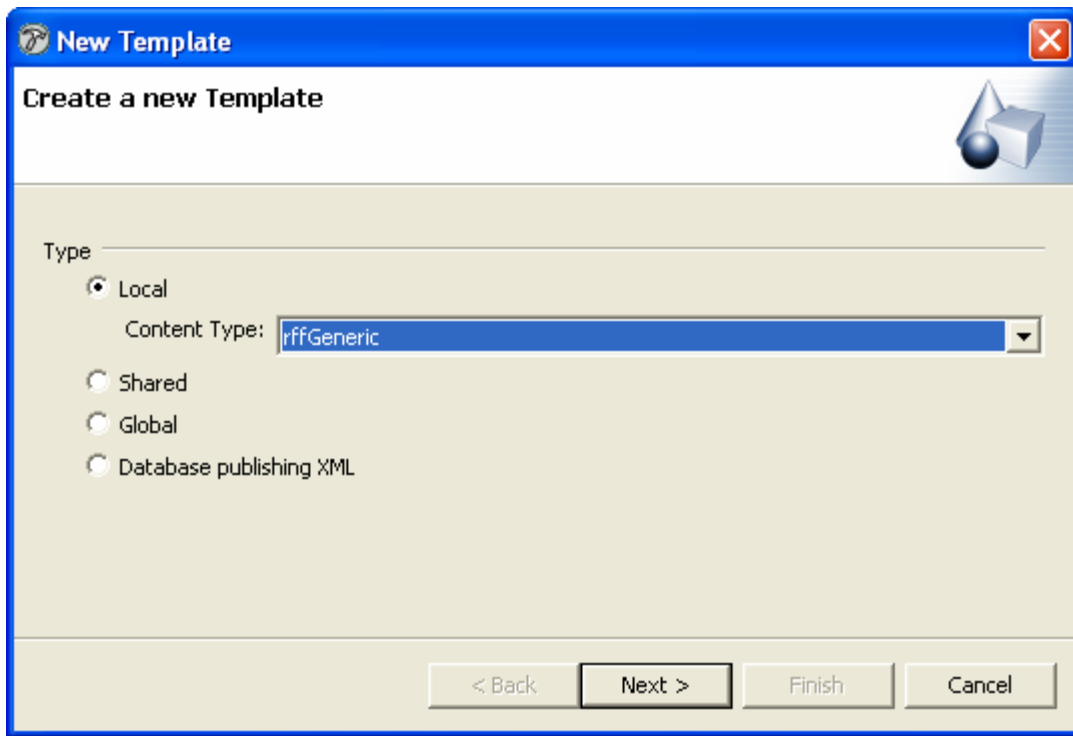 New Template
Create a new Template
Type
Local
Content Type: rffGeneric
Shared
Global
Database publishing XML
< Back Next > Finish Cancel